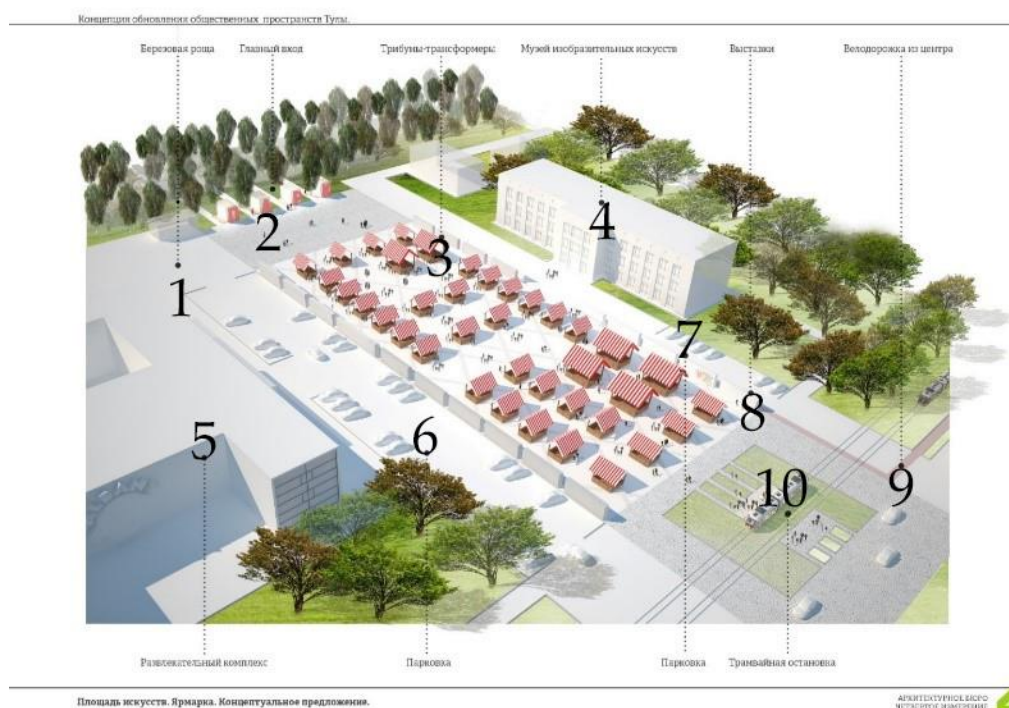 Концепция обновления общественных пространств Тулы.
Березовая роща
Главный вход
Трибуны-трансформеры
Музей изобразительных искусств
Выставки
Велодорожка из центра
1
2
3
4
5
6
7
8
9
10
Развлекательный комплекс
Парковка
Парковка
Трамвайная остановка
Площадь искусств. Ярмарка. Концептуальное предложение.
АРХИТЕКТУРНОЕ БЮРО
ЧЕТВЕРТОЕ ИЗМЕРЕНИЕ